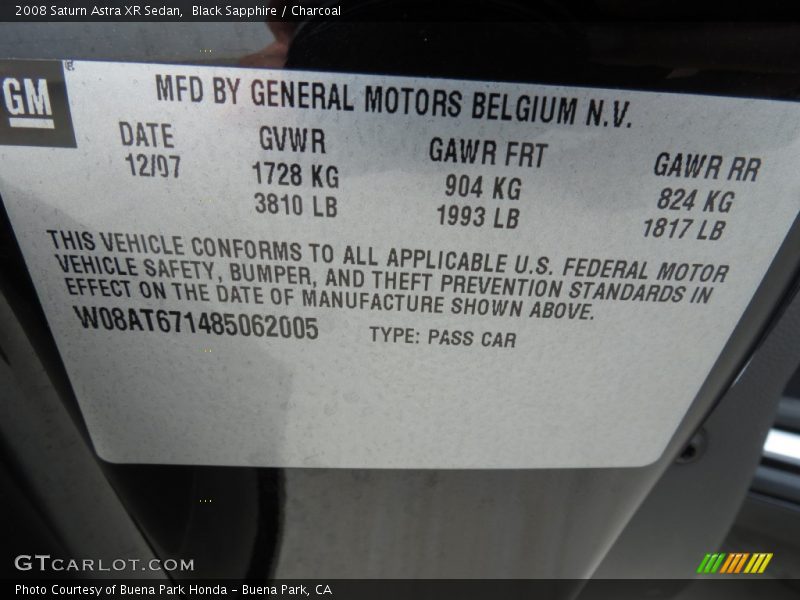 2008 Saturn Astra XR Sedan, Black Sapphire / Charcoal
GM
MFD BY GENERAL MOTORS BELGIUM N.V.
DATE GVWR GAWR FRT GAWR RR
12/07 1728 KG 904 KG 824 KG
3810 LB 1993 LB 1817 LB
THIS VEHICLE CONFORMS TO ALL APPLICABLE U.S. FEDERAL MOTOR
VEHICLE SAFETY, BUMPER, AND THEFT PREVENTION STANDARDS IN
EFFECT ON THE DATE OF MANUFACTURE SHOWN ABOVE.
W08AT671485062005 TYPE: PASS CAR
GTCARLOT.COM
Photo Courtesy of Buena Park Honda - Buena Park, CA